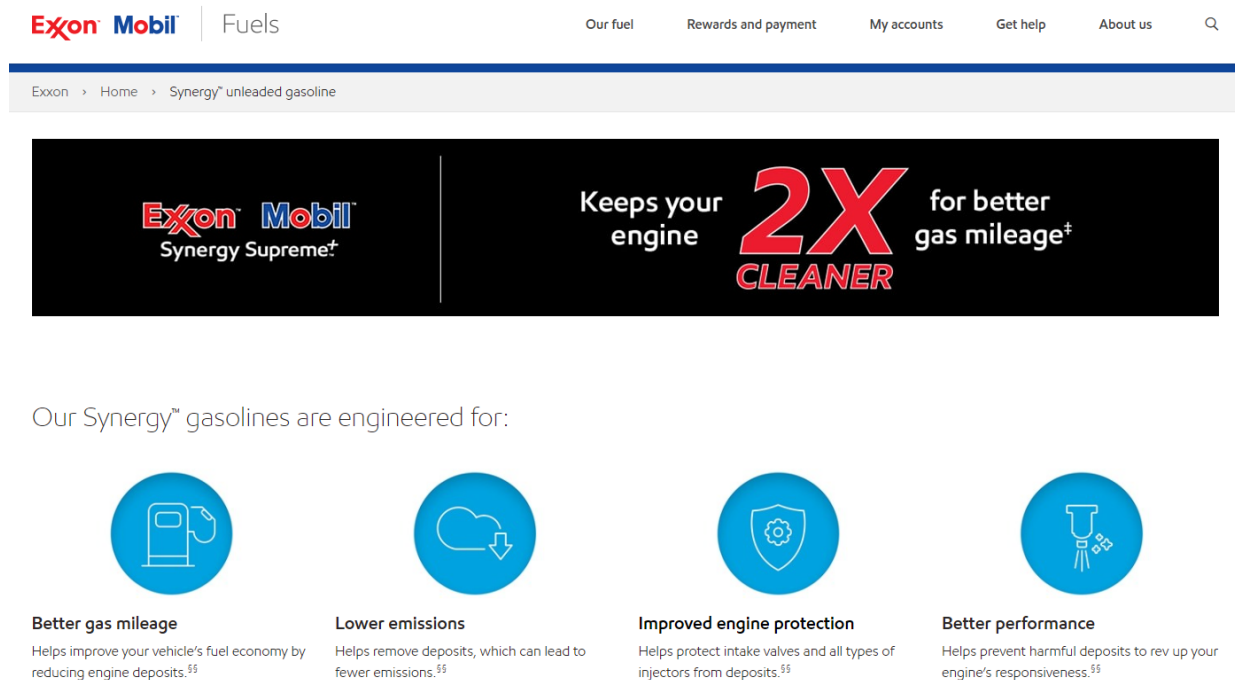 Exxon Mobil Fuels
Our fuel Rewards and payment My accounts Get help About us
Exxon › Home › Synergy™ unleaded gasoline
Exxon™ Mobil™
Synergy Supreme+™
Keeps your
engine
2X
CLEANER
for better
gas mileage‡
Our Synergy™ gasolines are engineered for:
Better gas mileage
Helps improve your vehicle’s fuel economy by
reducing engine deposits.§§
Lower emissions
Helps remove deposits, which can lead to
fewer emissions.§§
Improved engine protection
Helps protect intake valves and all types of
injectors from deposits.§§
Better performance
Helps prevent harmful deposits to rev up your
engine’s responsiveness.§§